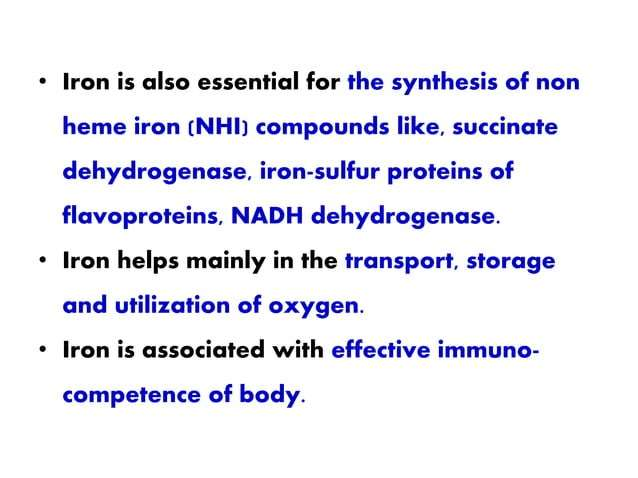 • Iron is also essential for the synthesis of non
heme iron (NHI) compounds like, succinate
dehydrogenase, iron-sulfur proteins of
flavoproteins, NADH dehydrogenase.
• Iron helps mainly in the transport, storage
and utilization of oxygen.
• Iron is associated with effective immuno-
competence of body.